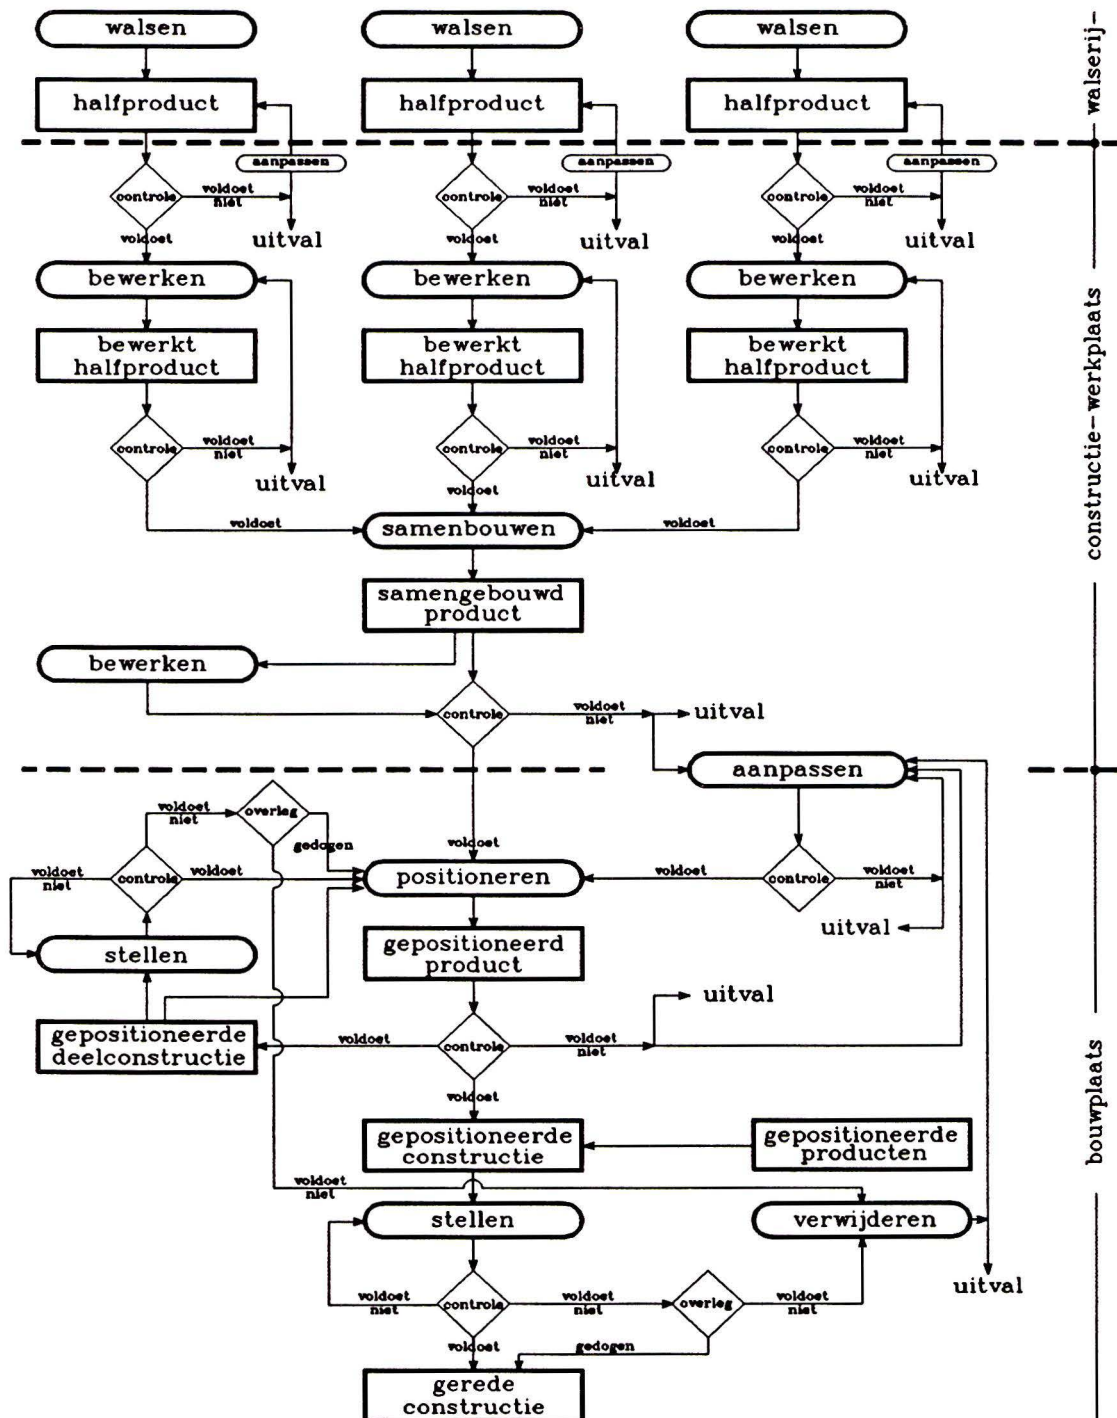 walsen
walsen
walsen
halfproduct
halfproduct
halfproduct
aanpassen
aanpassen
aanpassen
controle
voldoet
niet
controle
voldoet
niet
controle
voldoet
niet
voldoet
uitval
voldoet
uitval
voldoet
uitval
bewerken
bewerken
bewerken
bewerkt
halfproduct
bewerkt
halfproduct
bewerkt
halfproduct
controle
voldoet
niet
controle
voldoet
niet
controle
voldoet
niet
uitval
voldoet
uitval
uitval
voldoet
samenbouwen
voldoet
samengebouwd
product
bewerken
controle
voldoet
niet
uitval
aanpassen
voldoet
niet
overleg
gedogen
voldoet
voldoet
niet
controle
voldoet
positioneren
voldoet
controle
voldoet
niet
uitval
stellen
gepositioneerd
product
uitval
gepositioneerde
deelconstructie
voldoet
controle
voldoet
niet
voldoet
gepositioneerde
constructie
gepositioneerde
producten
voldoet
niet
stellen
verwijderen
uitval
voldoet
niet
controle
voldoet
niet
overleg
voldoet
niet
voldoet
gedogen
gerede
constructie
walserij-
constructie-werkplaats
bouwplaats